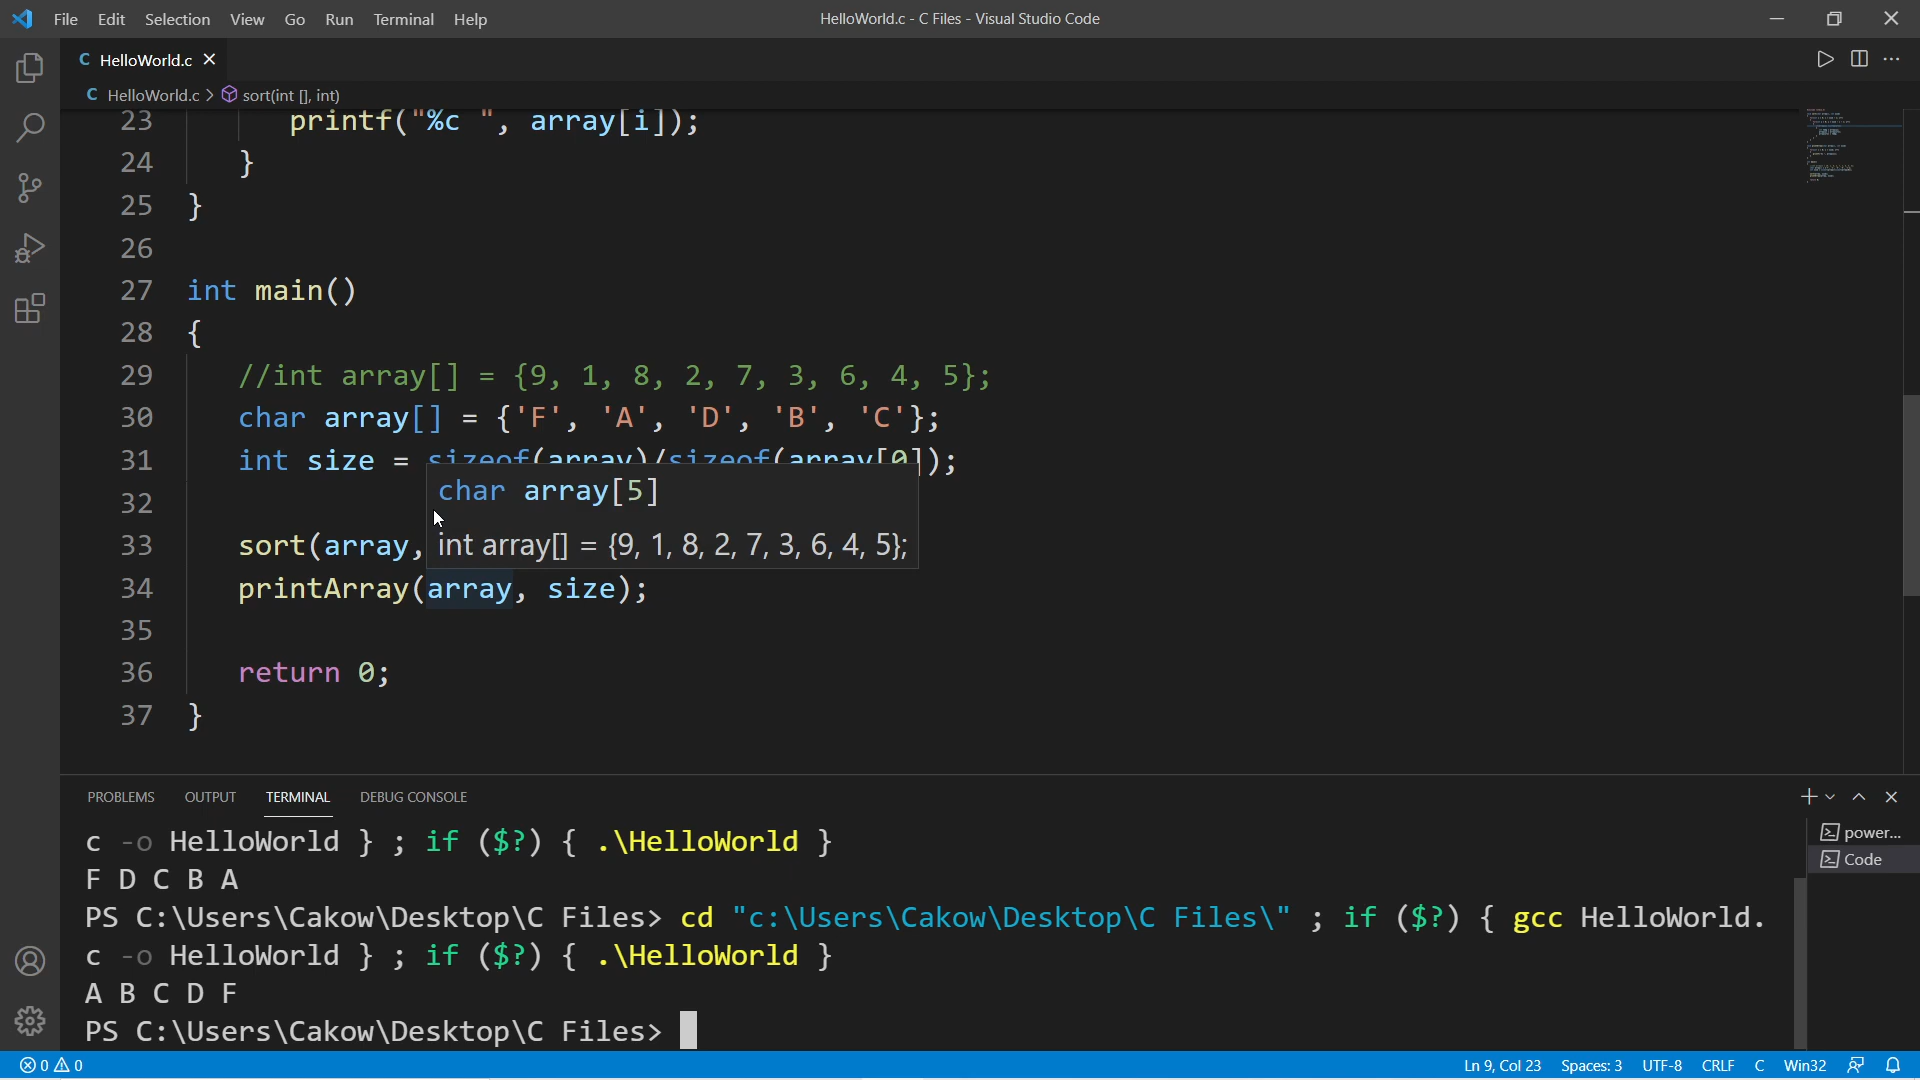 File Edit Selection View Go Run Terminal Help
HelloWorld.c - C Files - Visual Studio Code
C HelloWorld.c
C HelloWorld.c > sort(int [], int)
23 printf("%c ", array[i]);
24 }
25 }
26
27 int main()
28 {
29 //int array[] = {9, 1, 8, 2, 7, 3, 6, 4, 5};
30 char array[] = {'F', 'A', 'D', 'B', 'C'};
31 int size = sizeof(array)/sizeof(array[0]);
char array[5]
32
33 sort(array,
int array[] = {9, 1, 8, 2, 7, 3, 6, 4, 5};
34 printArray(array, size);
35
36 return 0;
37 }
PROBLEMS OUTPUT TERMINAL DEBUG CONSOLE
c -o HelloWorld } ; if ($?) { .\HelloWorld }
power...
Code
F D C B A
PS C:\Users\Cakow\Desktop\C Files> cd "c:\Users\Cakow\Desktop\C Files\" ; if ($?) { gcc HelloWorld.
c -o HelloWorld } ; if ($?) { .\HelloWorld }
A B C D F
PS C:\Users\Cakow\Desktop\C Files>
0 0
Ln 9, Col 23 Spaces: 3 UTF-8 CRLF C Win32